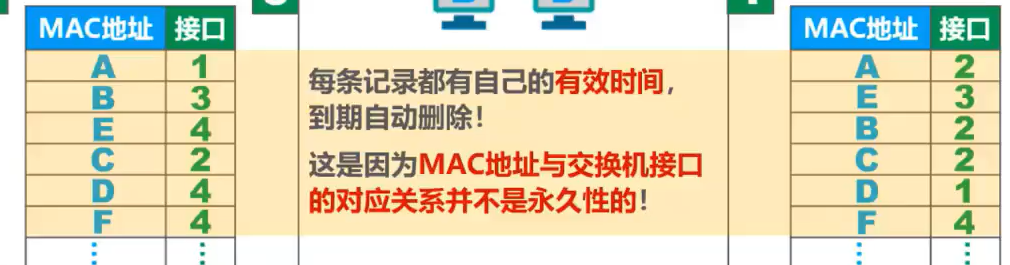 MAC地址 接口
A 1
B 3
E 4
C 2
D 4
F 4
⋮ ⋮
每条记录都有自己的有效时间，
到期自动删除！
这是因为MAC地址与交换机接口
的对应关系并不是永久性的！
MAC地址 接口
A 2
E 3
B 2
C 2
D 1
F 4
⋮ ⋮